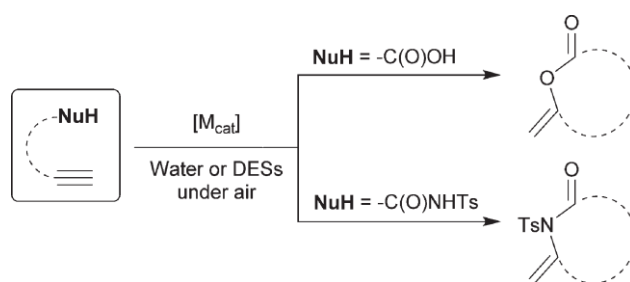 NuH = -C(O)OH
O
O
-NuH
[Mcat]
Water or DESs
under air
NuH = -C(O)NHTs
O
TsN